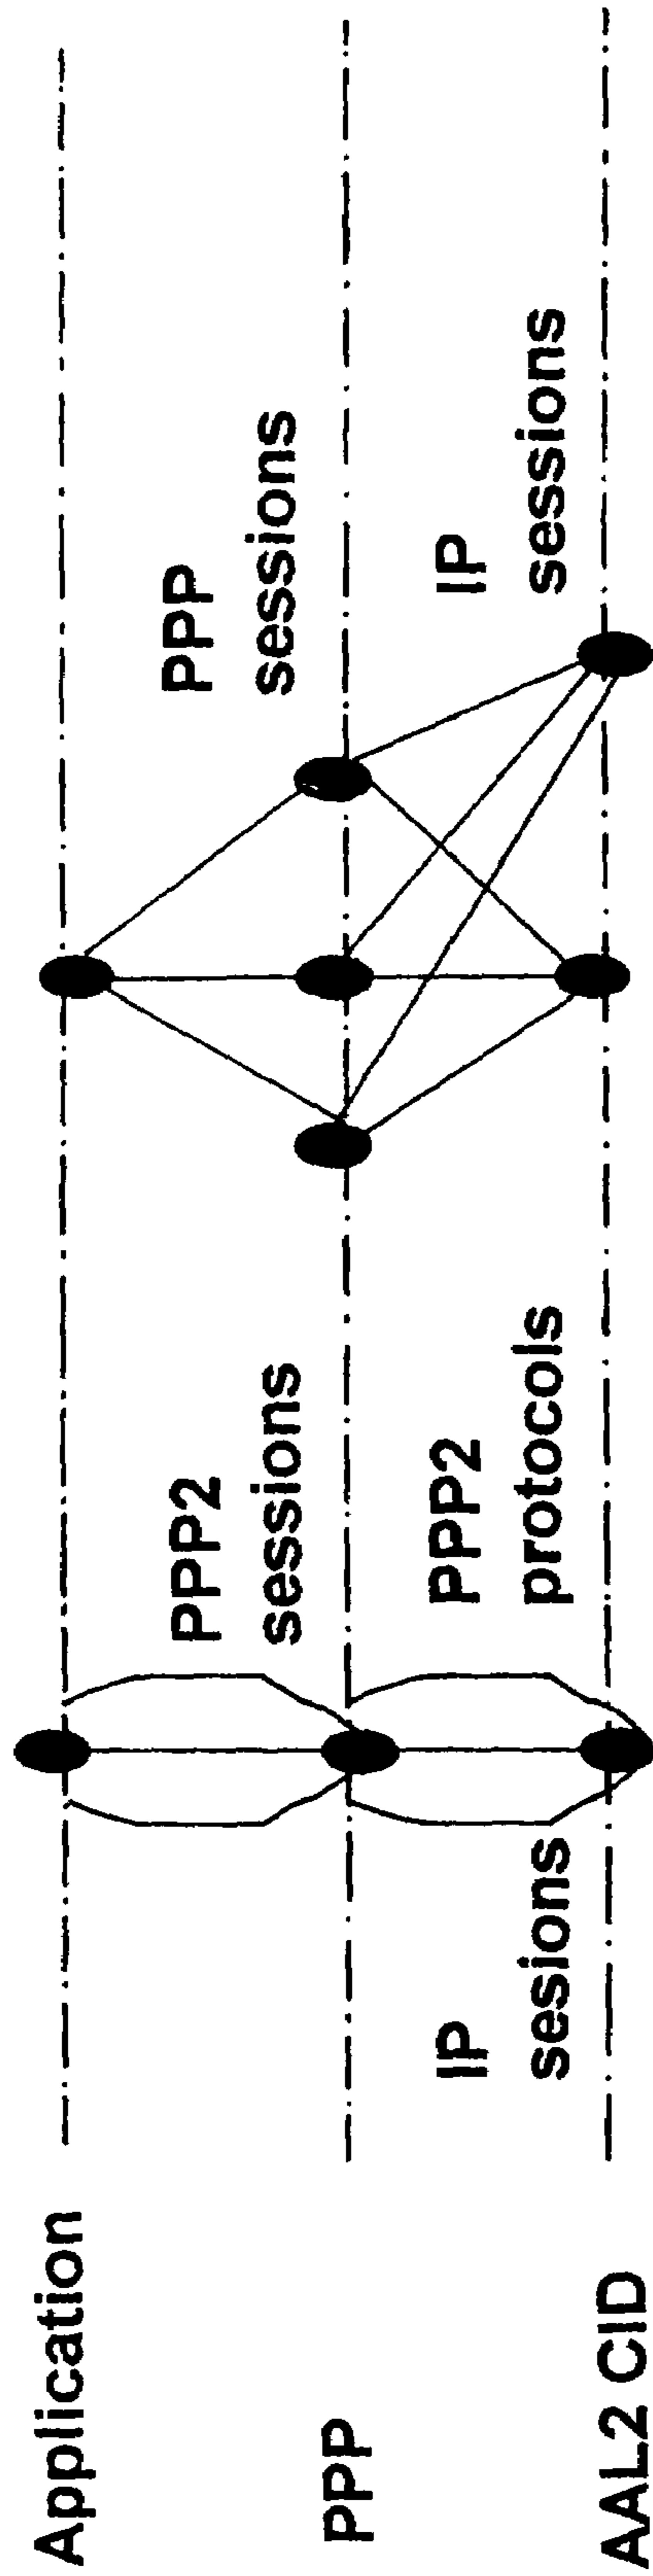 Application
PPP
AAL2 CID
IP
sesions
PPP2
sessions
PPP2
protocols
PPP
sessions
IP
sessions